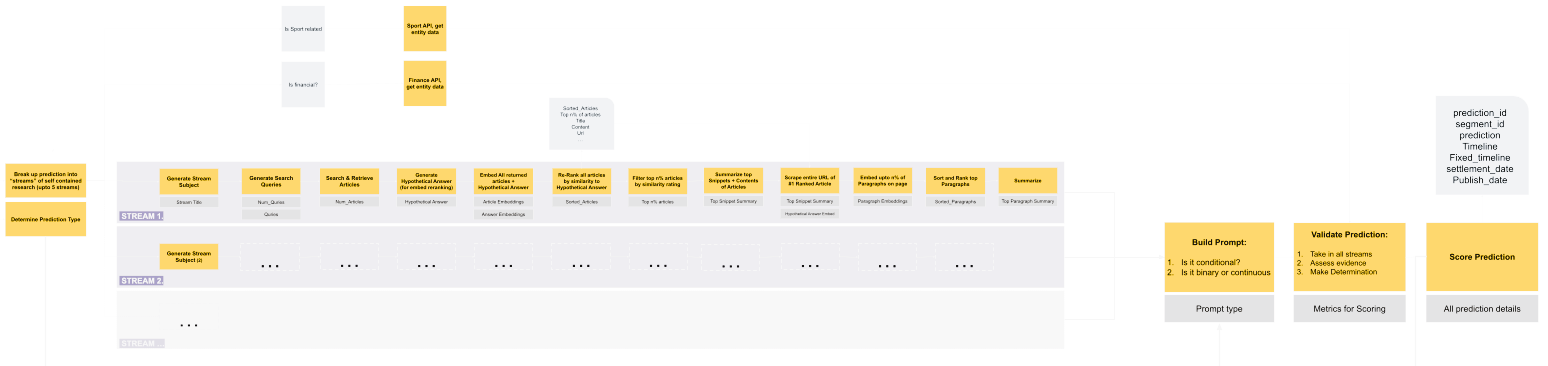 Is Sport related
Sport API, get
entity data
Is financial?
Finance API,
get entity data
Sorted_Articles
Top n% of articles
Title
Content
Url
...
prediction_id
segment_id
prediction
Timeline
Fixed_timeline
settlement_date
Publish_date
Break up prediction into
"streams" of self contained
research (upto 5 streams)
Determine Prediction Type
Generate Stream
Subject
Stream Title
Generate Search
Queries
Num_Quries
Quries
Search & Retrieve
Articles
Num_Articles
Generate
Hypothetical Answer
(for embed reranking)
Hypothetical Answer
Embed All returned
articles +
Hypothetical Answer
Article Embeddings
Answer Embeddings
Re-Rank all articles
by similarity to
Hypothetical Answer
Sorted_Articles
Filter top n% articles
by similarity rating
Top n% articles
Summarize top
Snippets + Contents
of Articles
Top Snippet Summary
Scrape entire URL of
#1 Ranked Article
Top Snippet Summary
Hypothetical Answer Embed
Embed upto n% of
Paragraphs on page
Paragraph Embeddings
Sort and Rank top
Paragraphs
Sorted_Paragraphs
Summarize
Top Paragraph Summary
STREAM 1.
Generate Stream
Subject (2)
...
...
...
...
...
...
...
...
...
...
STREAM 2.
...
STREAM ...
Build Prompt:
1. Is it conditional?
2. Is it binary or continuous
Prompt type
Validate Prediction:
1. Take in all streams
2. Assess evidence
3. Make Determination
Metrics for Scoring
Score Prediction
All prediction details